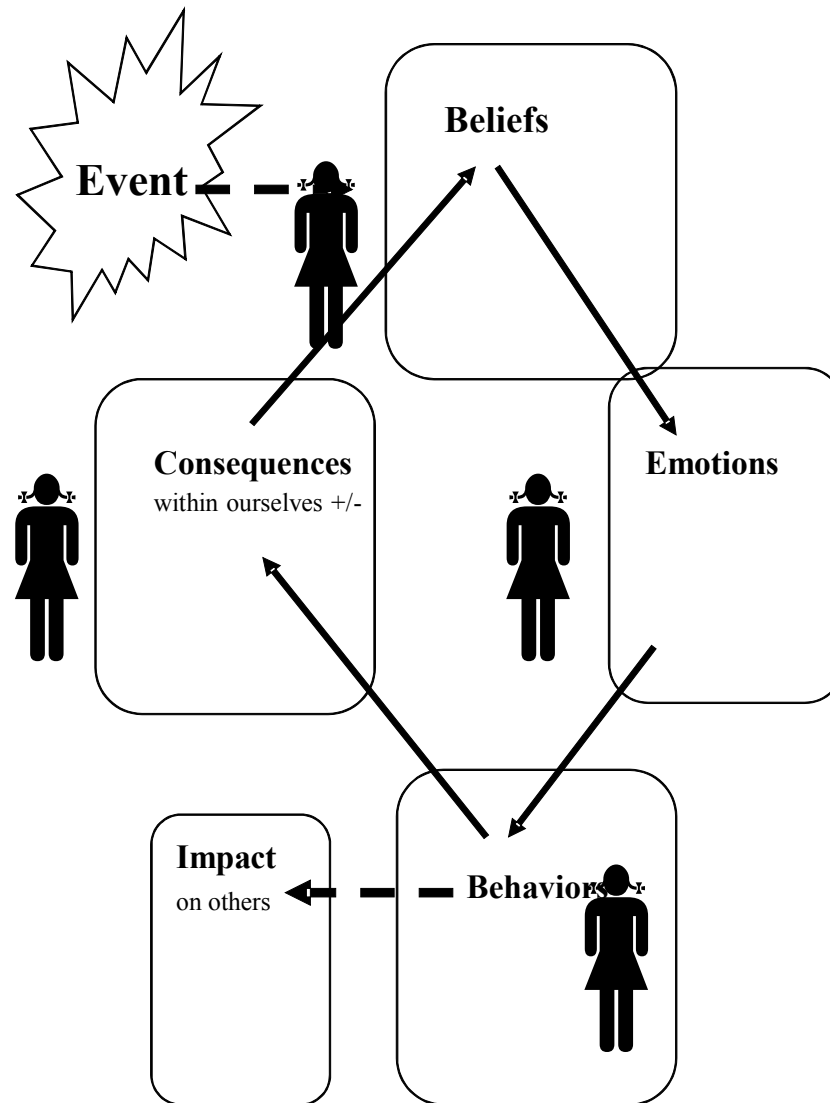 Beliefs
Event
Consequences
within ourselves +/-
Emotions
Impact
on others
Behaviors